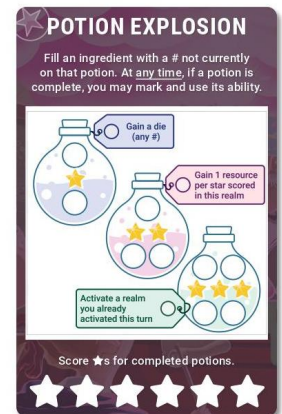 POTION EXPLOSION
Fill an ingredient with a # not currently
on that potion. At any time, if a potion is
complete, you may mark and use its ability.
Gain a die
(any #)
Gain 1 resource
per star scored
in this realm
Activate a realm
you already
activated this turn
Score ★s for completed potions.